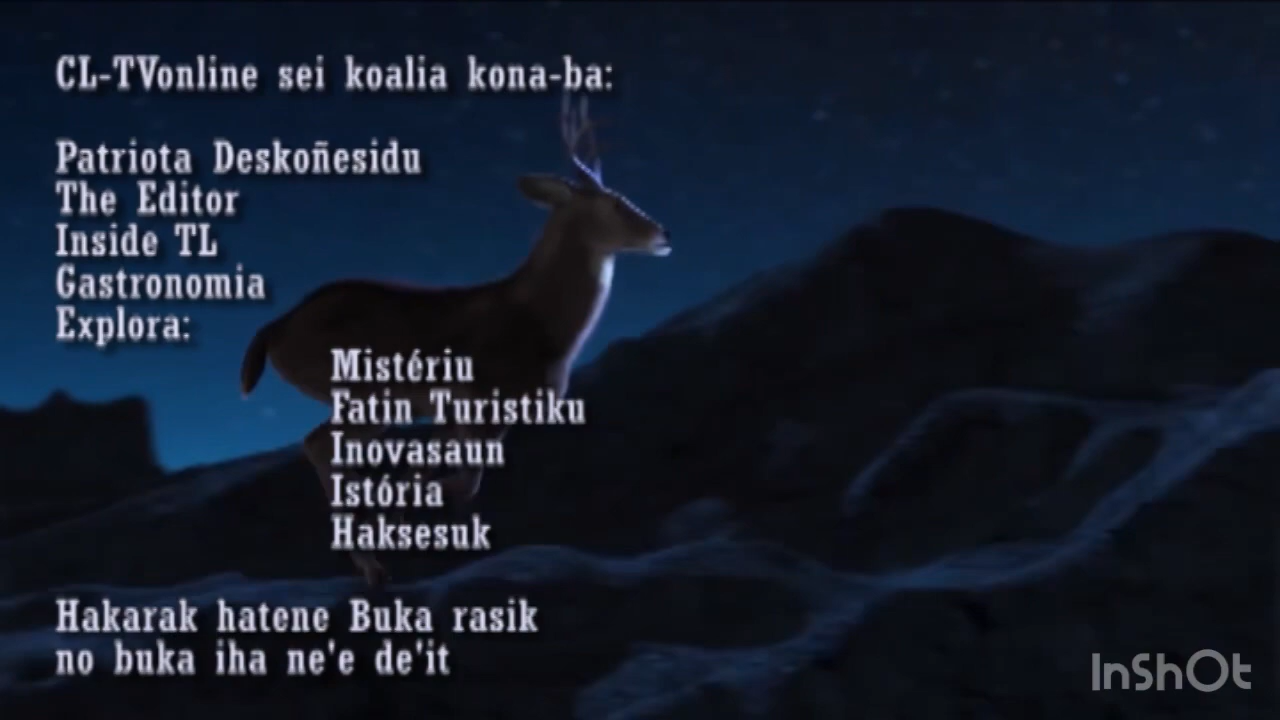 CL-TVonline sei koalia kona-ba:
Patriota Deskoñesidu
The Editor
Inside TL
Gastronomia
Explora:
Mistériu
Fatin Turistiku
Inovasaun
Istória
Haksesuk
Hakarak hatene Buka rasik
no buka iha ne'e de'it
InShOt